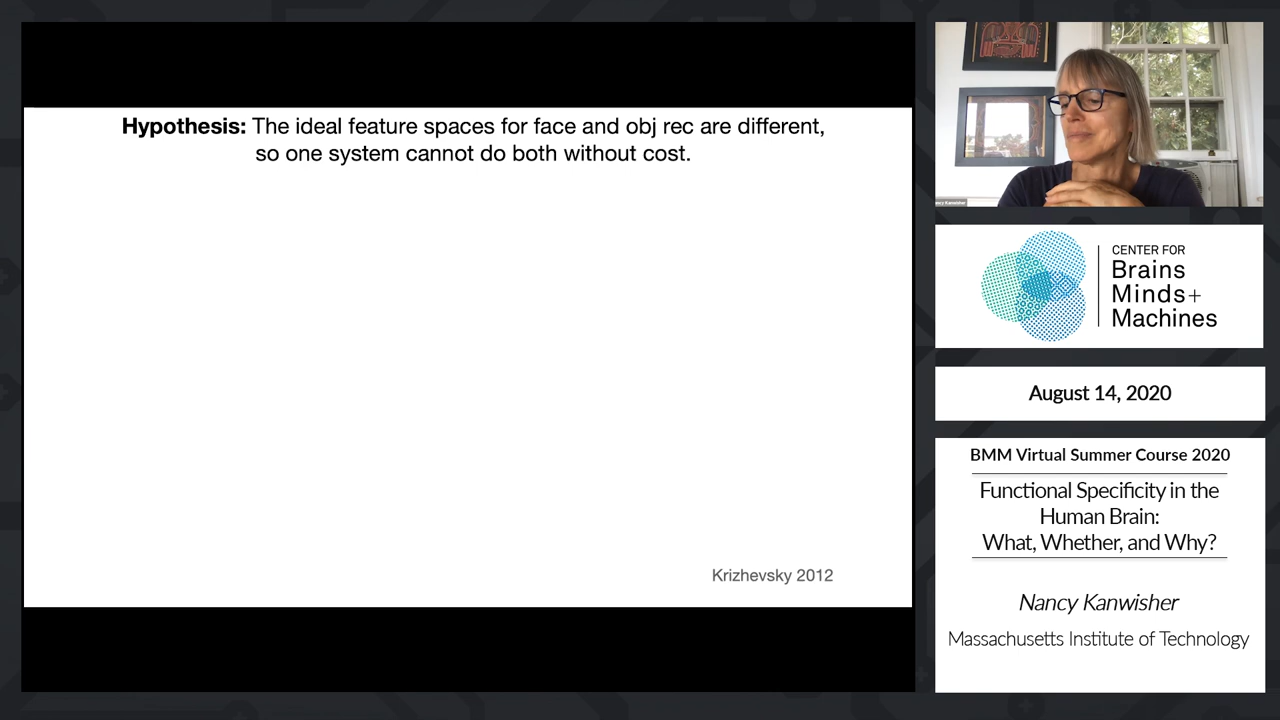 Hypothesis: The ideal feature spaces for face and obj rec are different,
so one system cannot do both without cost.
Krizhevsky 2012
CENTER FOR
Brains
Minds+
Machines
August 14, 2020
BMM Virtual Summer Course 2020
Functional Specificity in the
Human Brain:
What, Whether, and Why?
Nancy Kanwisher
Massachusetts Institute of Technology